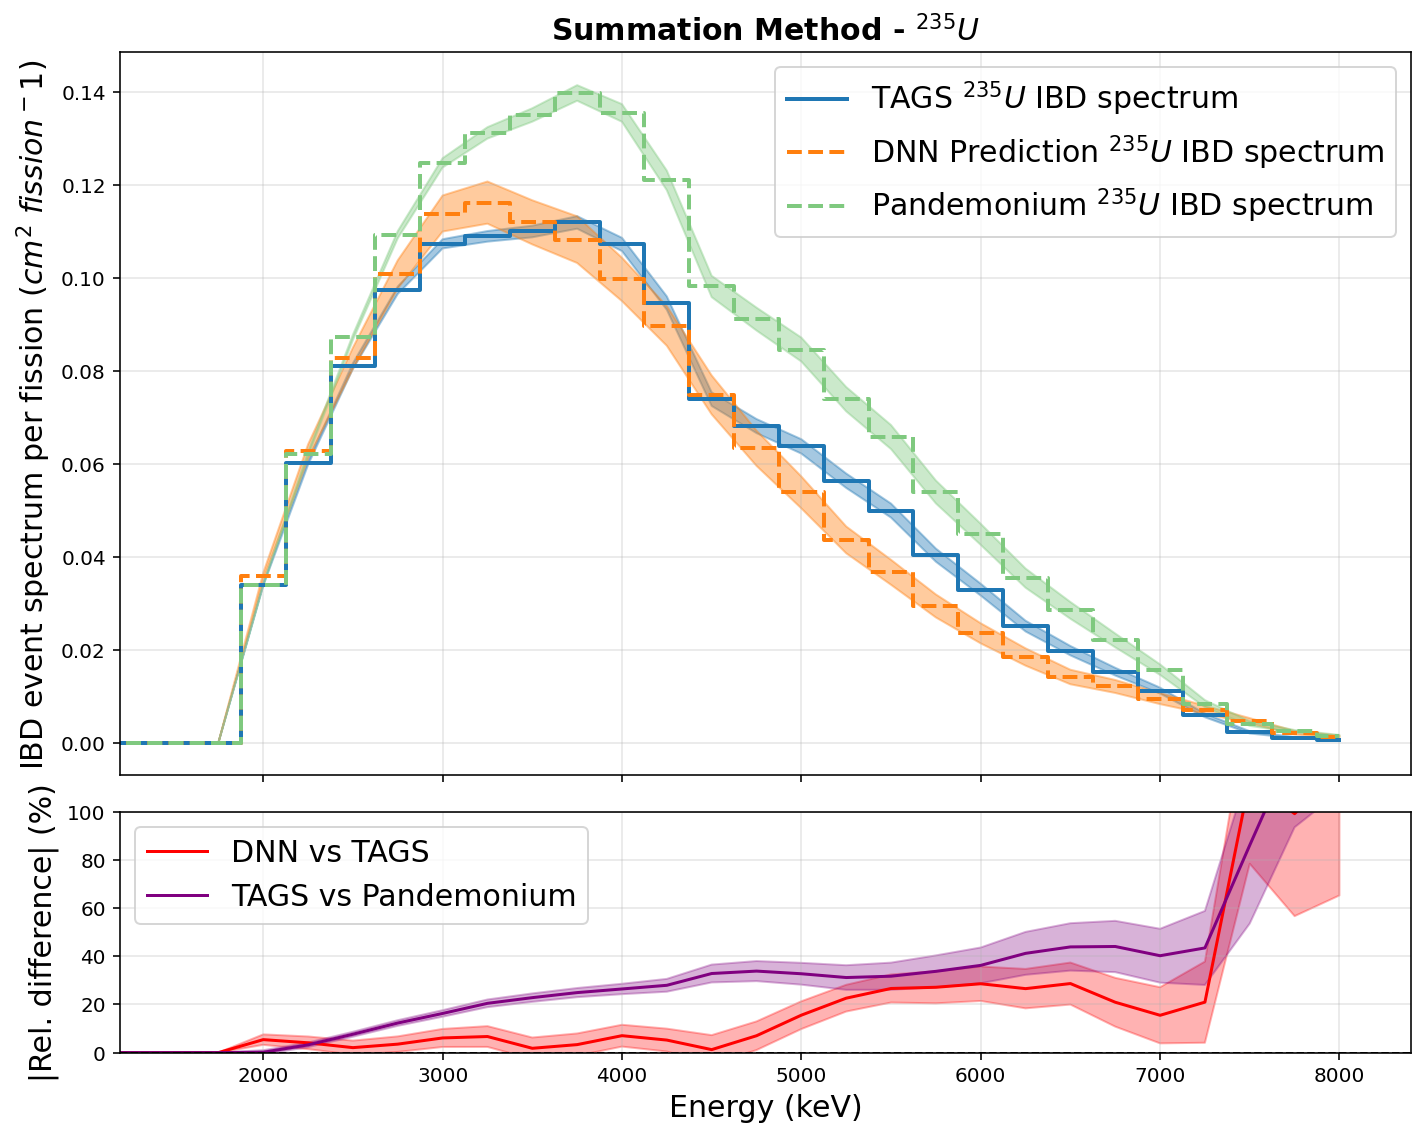 Summation Method - ²³⁵U
IBD event spectrum per fission (cm² fission⁻1)
0.14
0.12
0.10
0.08
0.06
0.04
0.02
0.00
TAGS ²³⁵U IBD spectrum
DNN Prediction ²³⁵U IBD spectrum
Pandemonium ²³⁵U IBD spectrum
|Rel. difference| (%)
100
80
60
40
20
0
DNN vs TAGS
TAGS vs Pandemonium
2000 3000 4000 5000 6000 7000 8000
Energy (keV)